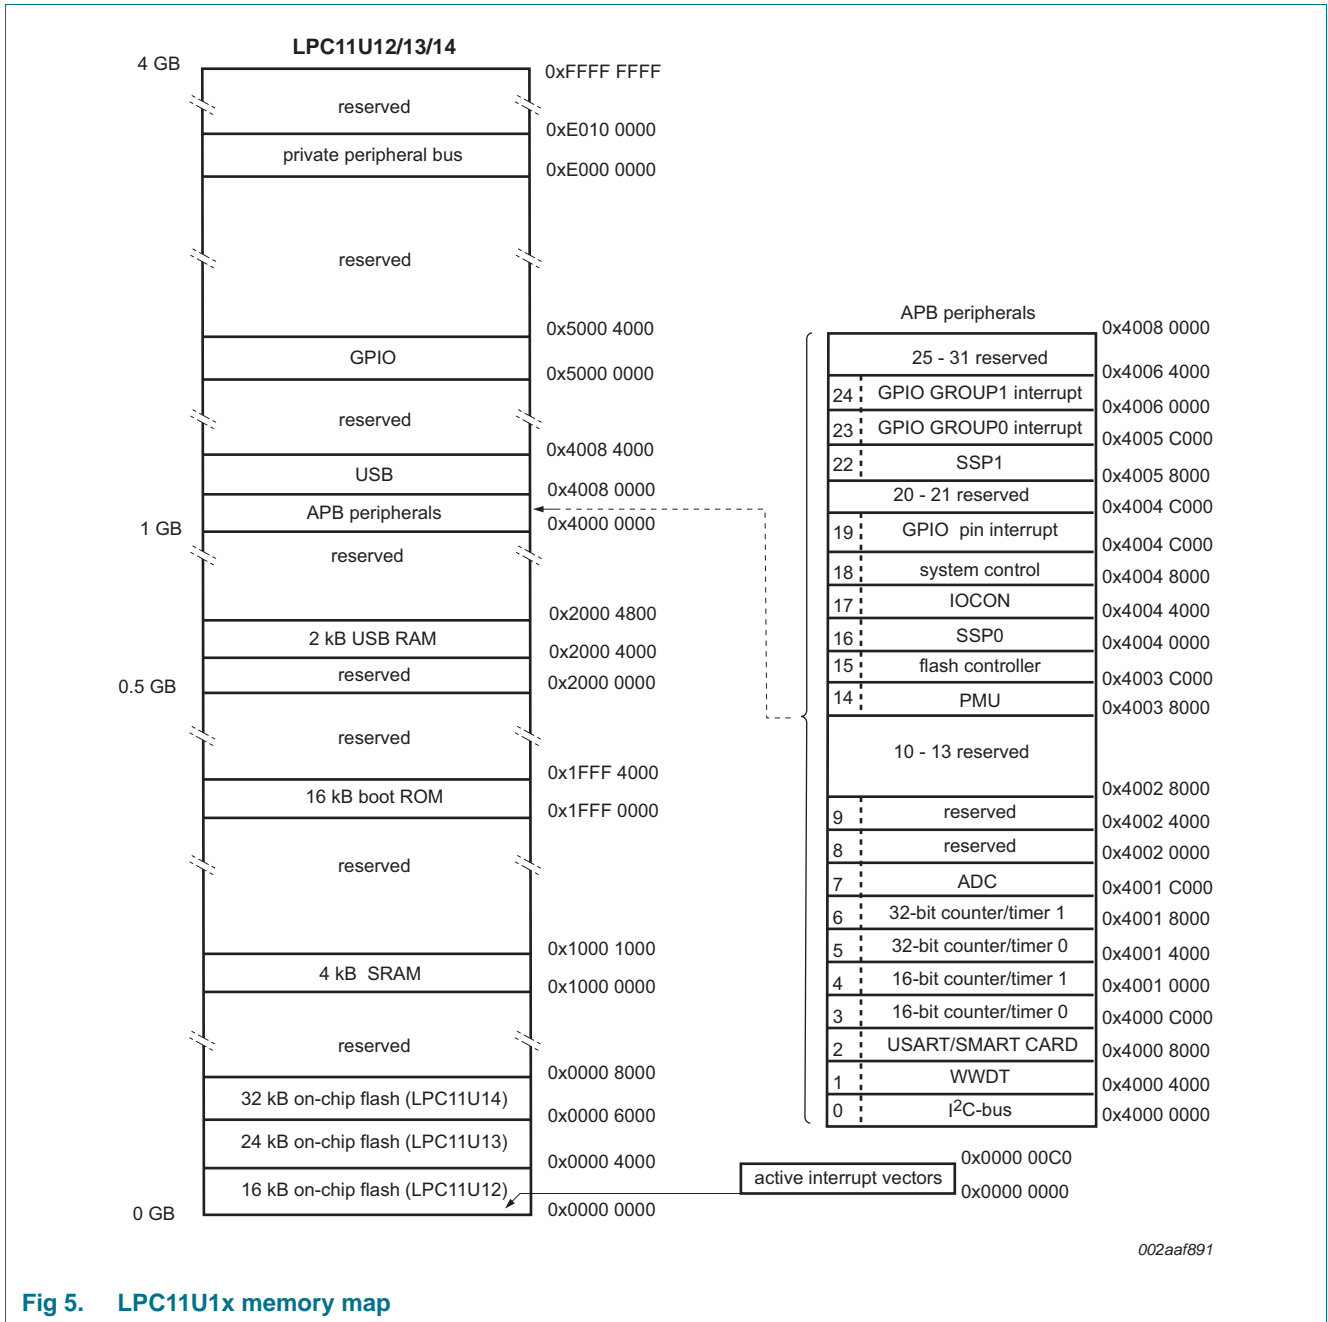 LPC11U12/13/14
4 GB
0xFFFF FFFF
reserved
0xE010 0000
private peripheral bus
0xE000 0000
reserved
0x5000 4000
GPIO
0x5000 0000
reserved
0x4008 4000
USB
0x4008 0000
APB peripherals
1 GB
0x4000 0000
reserved
0x2000 4800
2 kB USB RAM
0x2000 4000
reserved
0.5 GB
0x2000 0000
reserved
0x1FFF 4000
16 kB boot ROM
0x1FFF 0000
reserved
0x1000 1000
4 kB SRAM
0x1000 0000
reserved
0x0000 8000
32 kB on-chip flash (LPC11U14)
0x0000 6000
24 kB on-chip flash (LPC11U13)
0x0000 4000
16 kB on-chip flash (LPC11U12)
0 GB
0x0000 0000
APB peripherals
0x4008 0000
25 - 31 reserved
0x4006 4000
24 GPIO GROUP1 interrupt
0x4006 0000
23 GPIO GROUP0 interrupt
0x4005 C000
22 SSP1
0x4005 8000
20 - 21 reserved
0x4004 C000
19 GPIO pin interrupt
0x4004 C000
18 system control
0x4004 8000
17 IOCON
0x4004 4000
16 SSP0
0x4004 0000
15 flash controller
0x4003 C000
14 PMU
0x4003 8000
10 - 13 reserved
0x4002 8000
9 reserved
0x4002 4000
8 reserved
0x4002 0000
7 ADC
0x4001 C000
6 32-bit counter/timer 1
0x4001 8000
5 32-bit counter/timer 0
0x4001 4000
4 16-bit counter/timer 1
0x4001 0000
3 16-bit counter/timer 0
0x4000 C000
2 USART/SMART CARD
0x4000 8000
1 WWDT
0x4000 4000
0 I2C-bus
0x4000 0000
0x0000 00C0
active interrupt vectors
0x0000 0000
002aaf891
Fig 5. LPC11U1x memory map